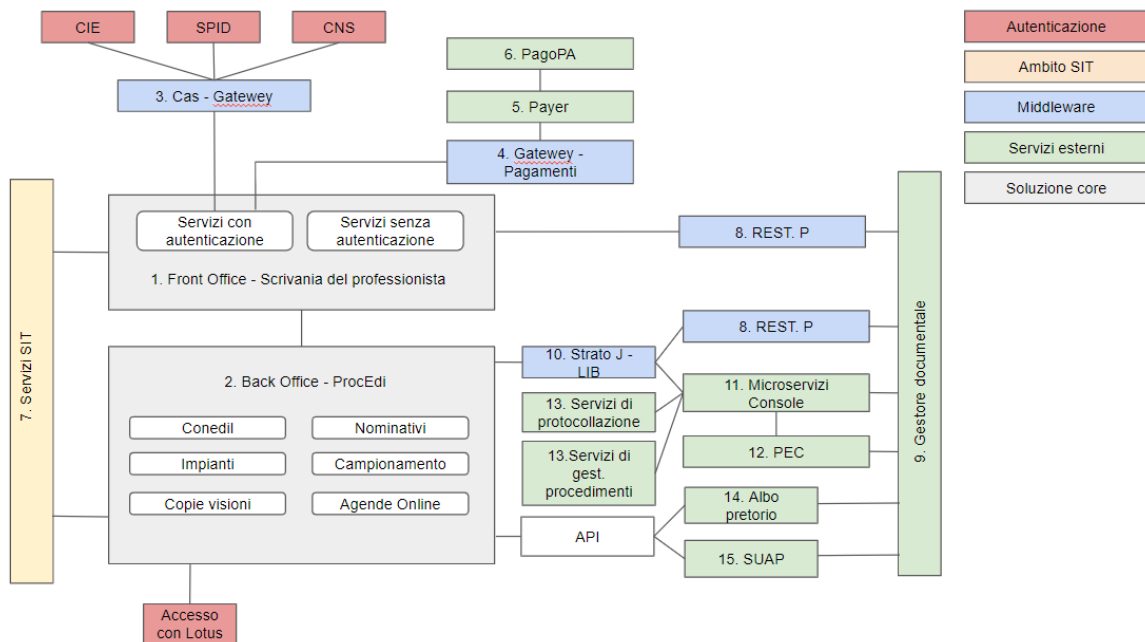 CIE
SPID
CNS
Autenticazione
6. PagoPA
Ambito SIT
3. Cas - Gatewey
5. Payer
Middleware
4. Gatewey -
Pagamenti
Servizi esterni
Soluzione core
Servizi con
autenticazione
Servizi senza
autenticazione
8. REST. P
1. Front Office - Scrivania del professionista
7. Servizi SIT
9. Gestore documentale
8. REST. P
10. Strato J -
LIB
2. Back Office - ProcEdi
11. Microservizi
Console
13. Servizi di
protocollazione
Conedil
Nominativi
12. PEC
13.Servizi di
gest.
procedimenti
Impianti
Campionamento
14. Albo
pretorio
Copie visioni
Agende Online
API
15. SUAP
Accesso
con Lotus